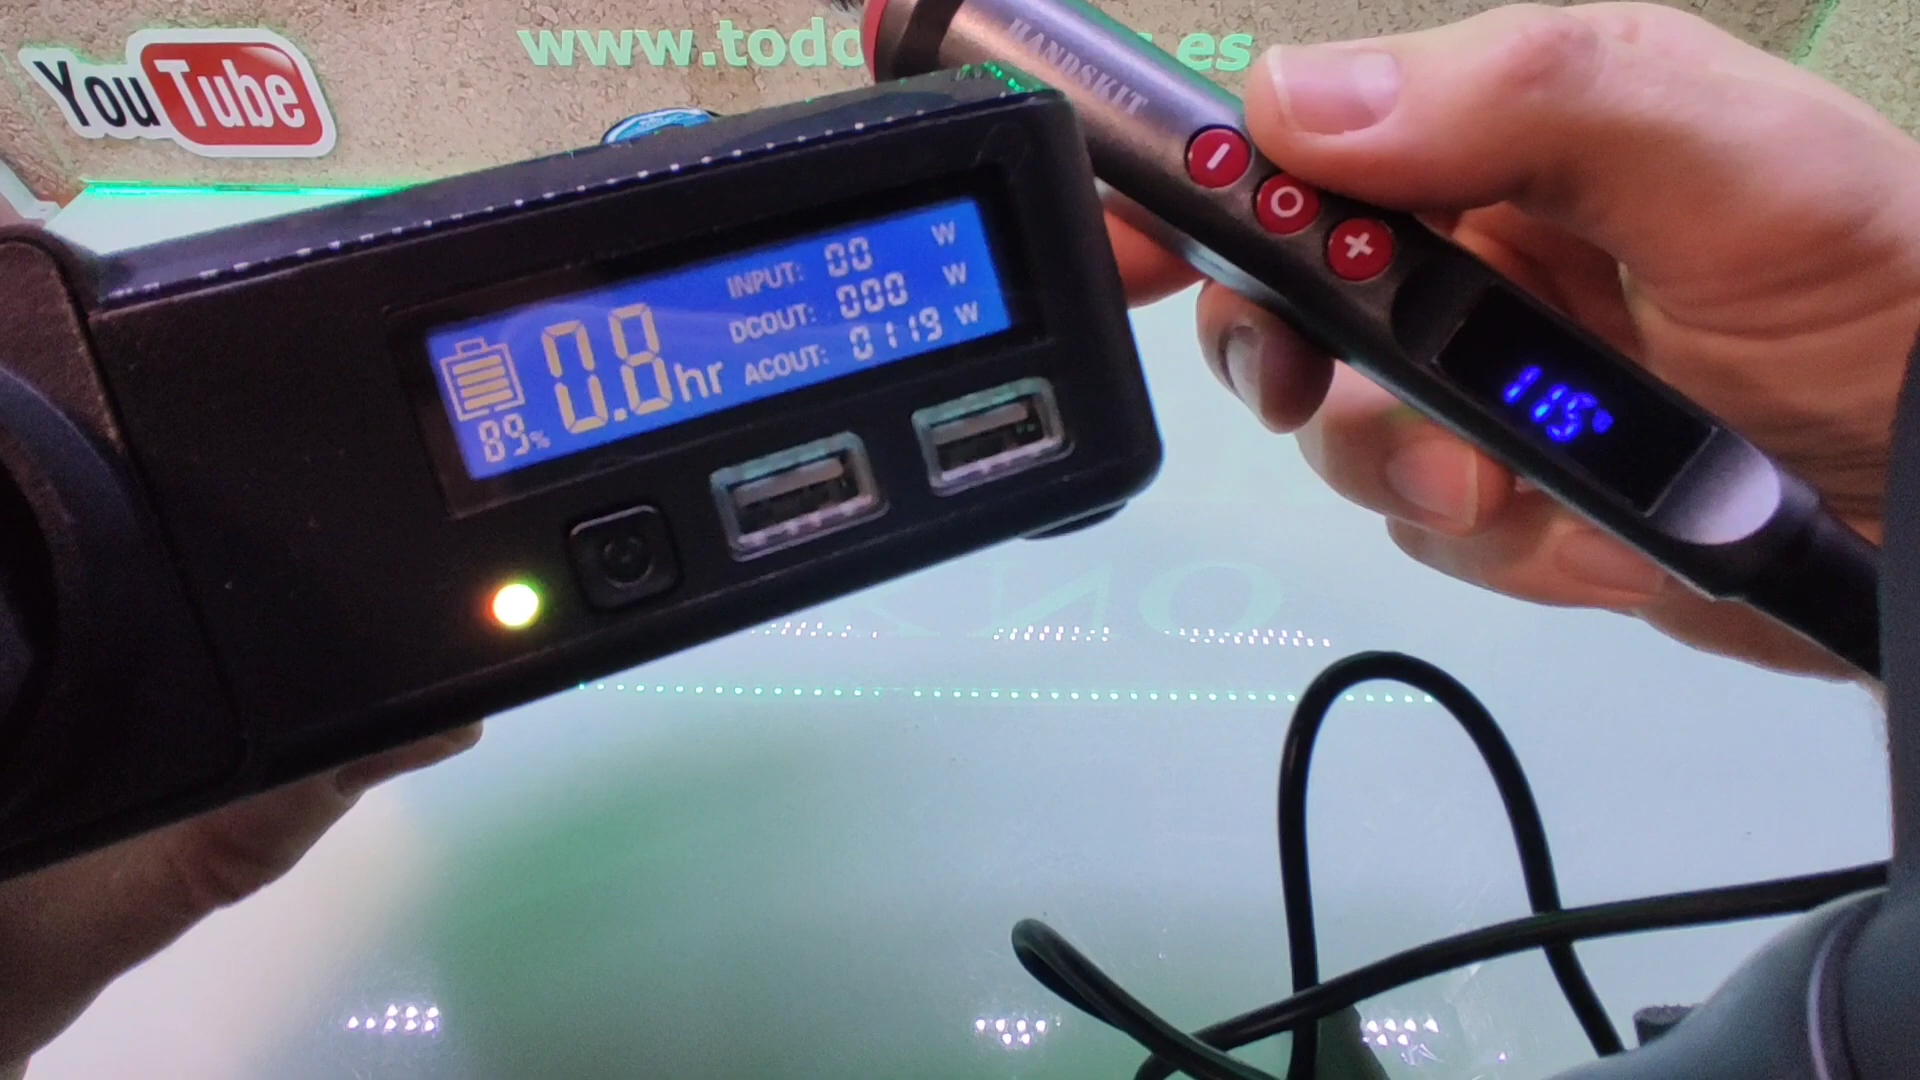 YouTube
www.todo
.es
HANDSKIT
INPUT: 00 W
DCOUT: 000 W
ACOUT: 0119 W
0.8hr
89%
115°